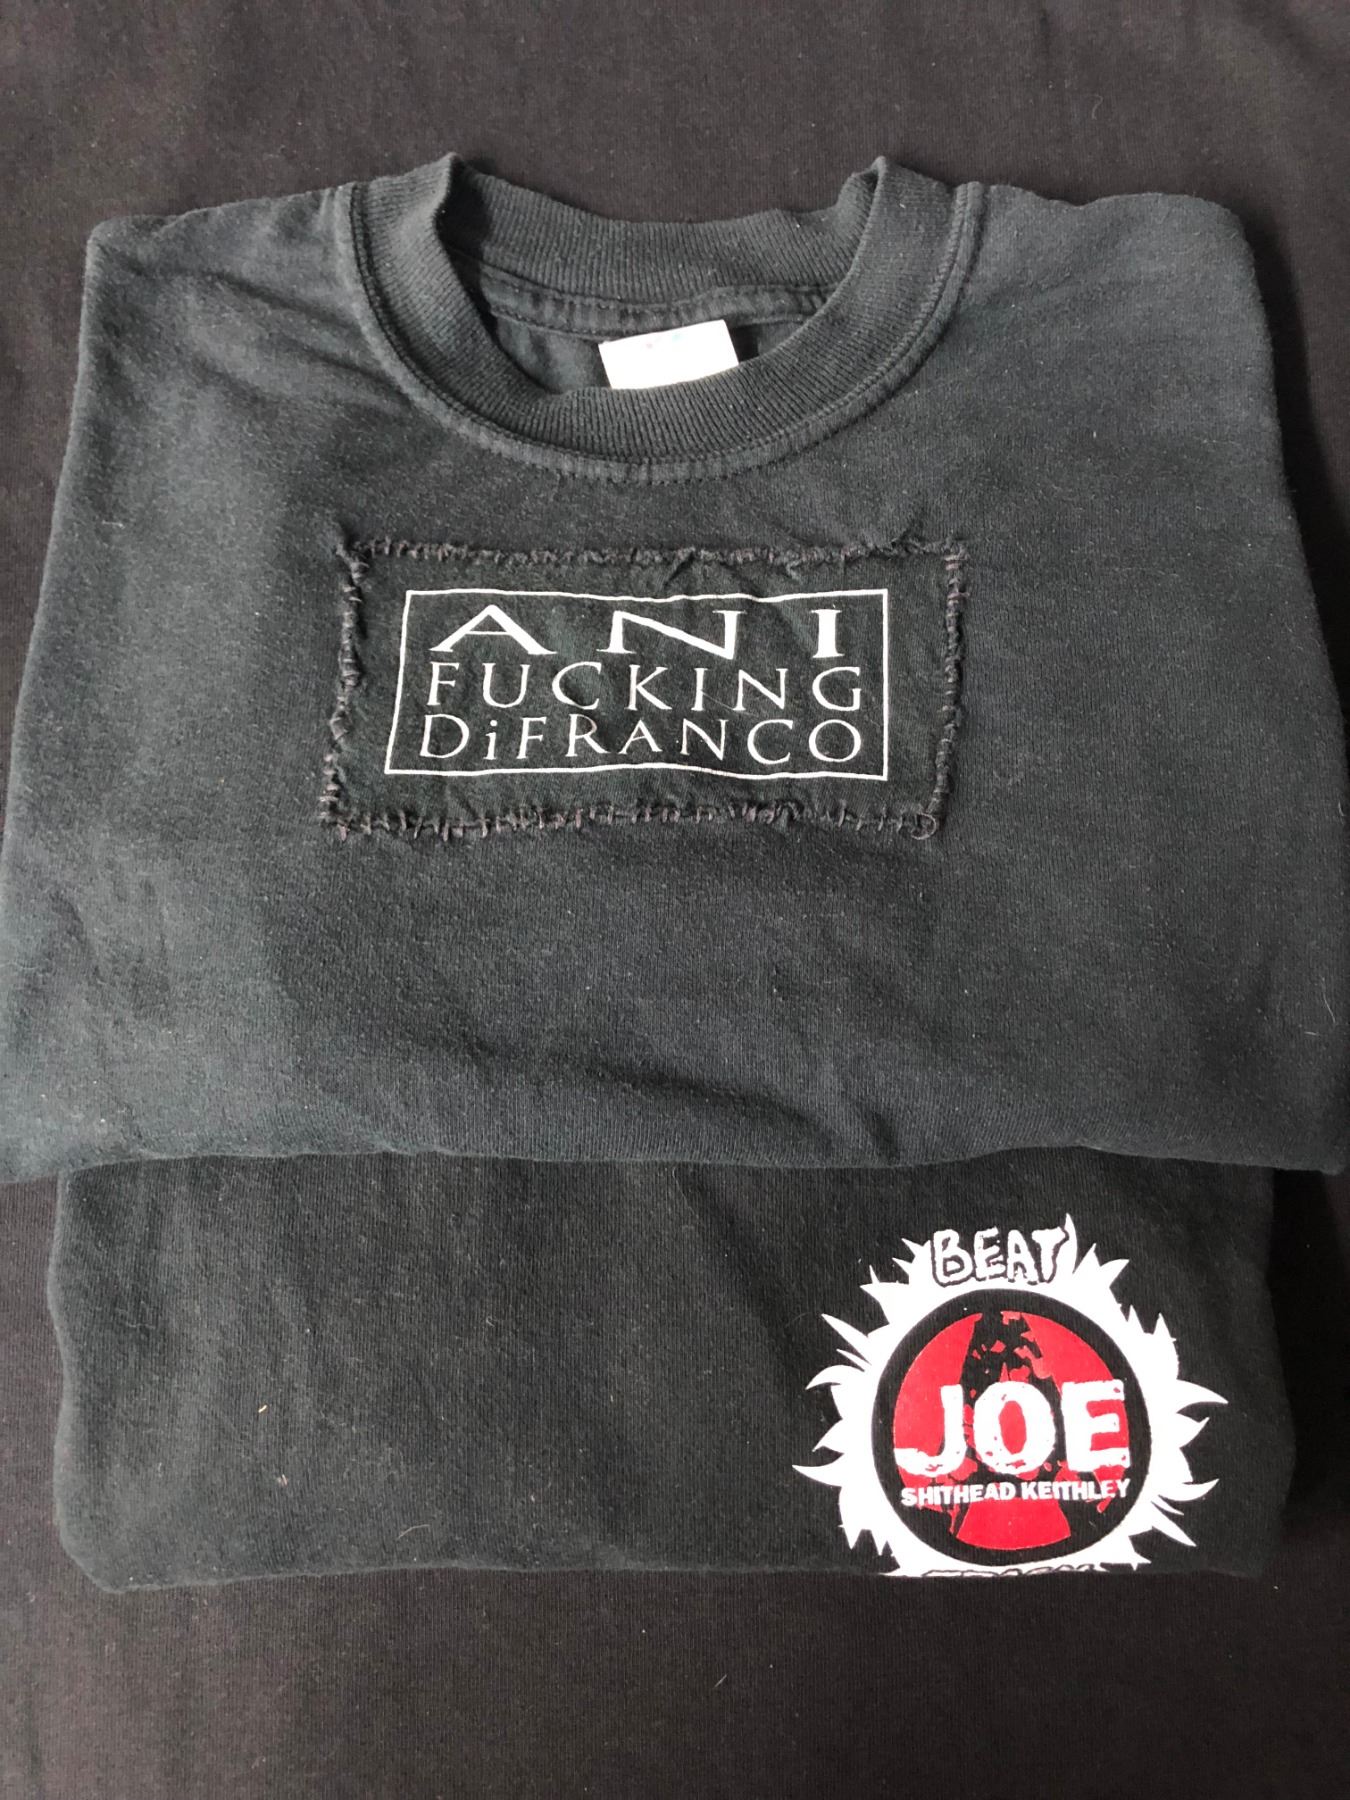 ANI
FUCKING
DiFRANCO
BEAT
JOE
SHITHEAD KEITHLEY